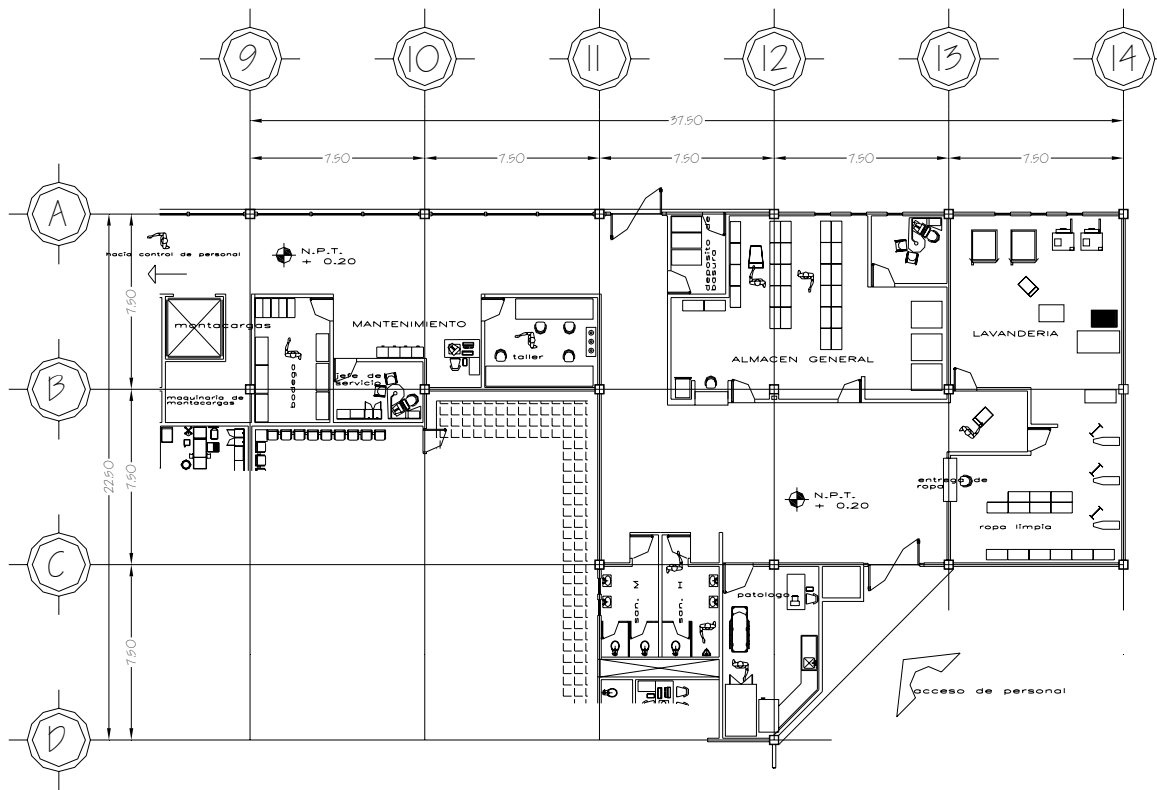 9 10 11 12 13 14
37.50
7.50 7.50 7.50 7.50 7.50
A
hacia control de personal
N.P.T.
+ 0.20
deposito de
basura
7.50
montacargas
MANTENIMIENTO
taller
ALMACEN GENERAL
LAVANDERIA
bodega
jefe de
servicio
B
maquinaria de
montacargas
22.50
7.50
entrega de
ropa
N.P.T.
+ 0.20
ropa limpia
C
san. M
san. H
patologo
7.50
acceso de personal
D